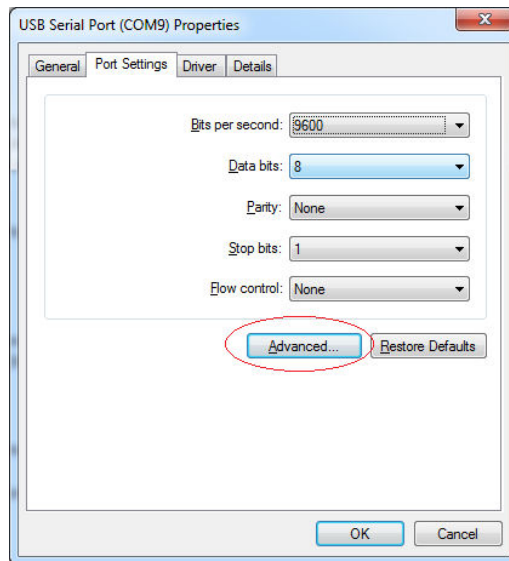 USB Serial Port (COM9) Properties
General Port Settings Driver Details
Bits per second: 9600
Data bits: 8
Parity: None
Stop bits: 1
Flow control: None
Advanced... Restore Defaults
OK Cancel